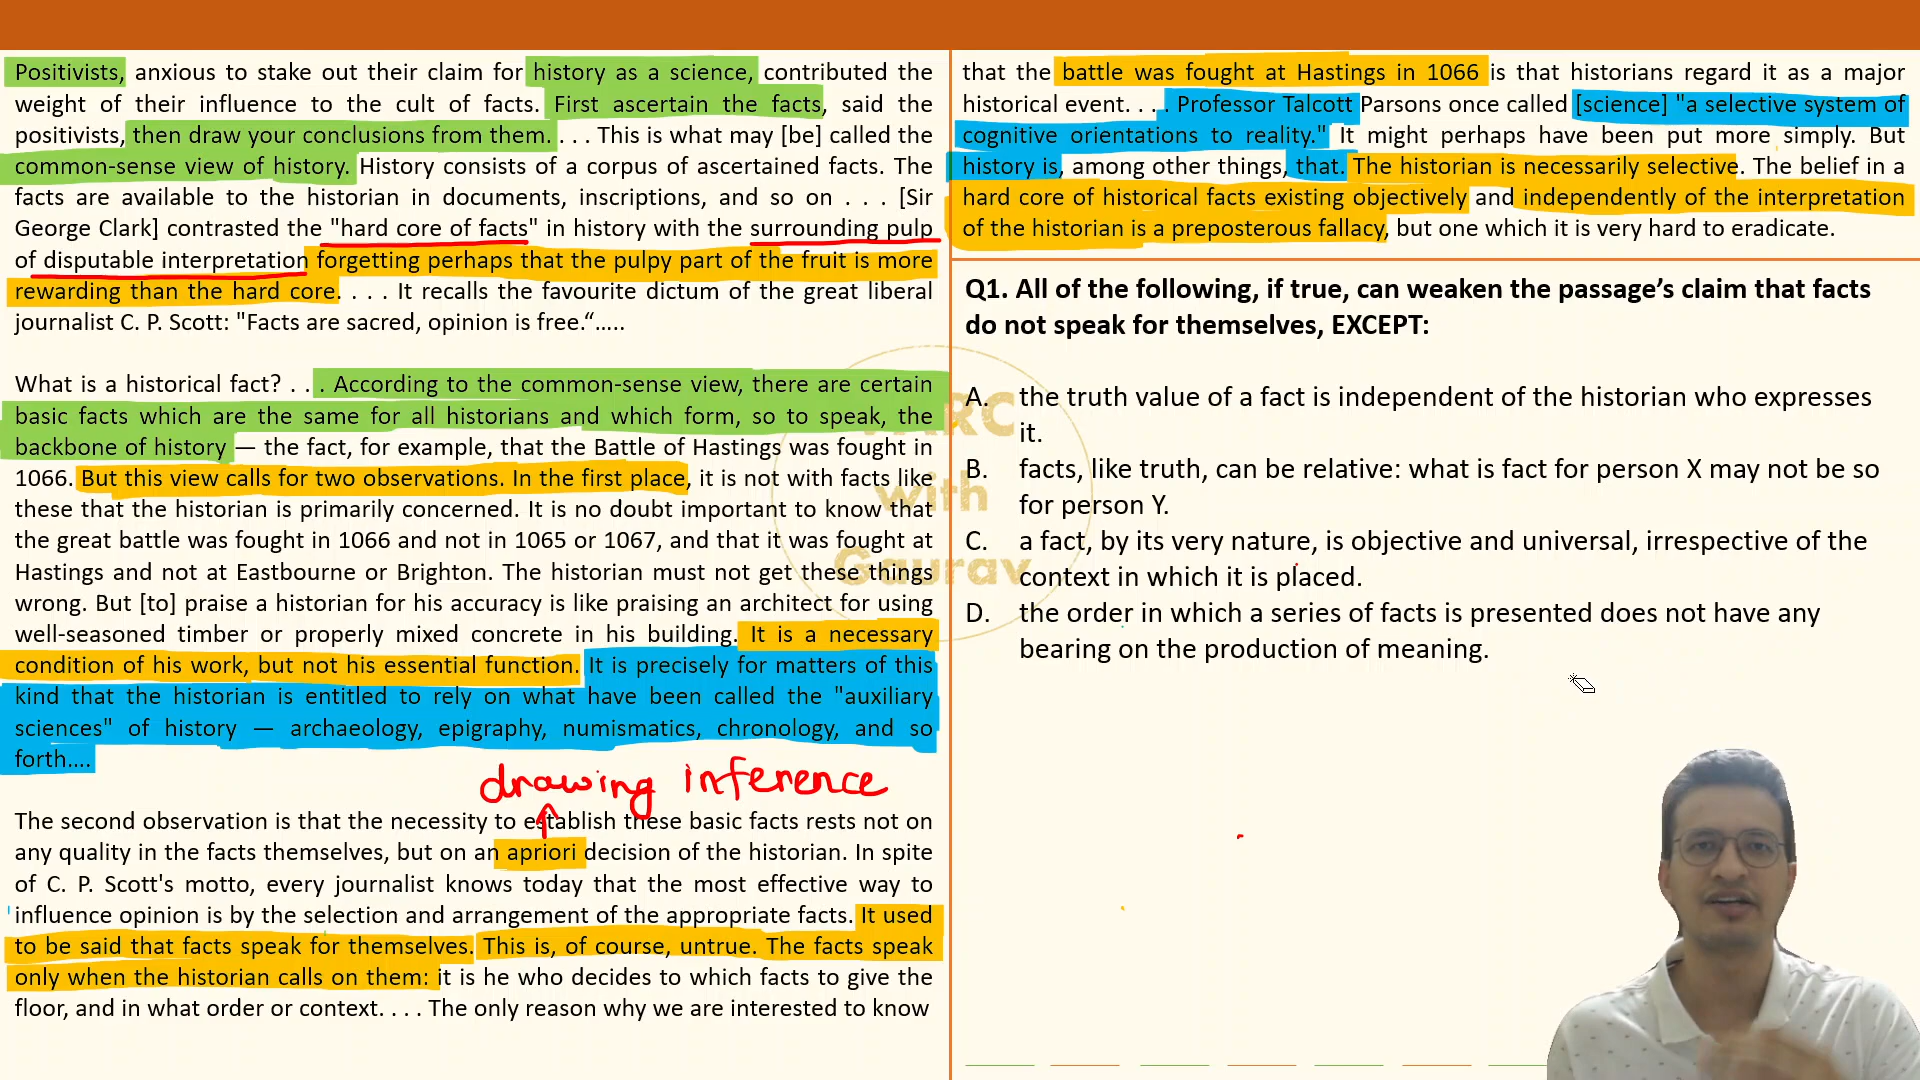 Positivists, anxious to stake out their claim for history as a science, contributed the
weight of their influence to the cult of facts. First ascertain the facts, said the
positivists, then draw your conclusions from them. . . . This is what may [be] called the
common-sense view of history. History consists of a corpus of ascertained facts. The
facts are available to the historian in documents, inscriptions, and so on . . . [Sir
George Clark] contrasted the "hard core of facts" in history with the surrounding pulp
of disputable interpretation forgetting perhaps that the pulpy part of the fruit is more
rewarding than the hard core. . . . It recalls the favourite dictum of the great liberal
journalist C. P. Scott: "Facts are sacred, opinion is free.“.....
What is a historical fact? . . . According to the common-sense view, there are certain
basic facts which are the same for all historians and which form, so to speak, the
backbone of history — the fact, for example, that the Battle of Hastings was fought in
1066. But this view calls for two observations. In the first place, it is not with facts like
these that the historian is primarily concerned. It is no doubt important to know that
the great battle was fought in 1066 and not in 1065 or 1067, and that it was fought at
Hastings and not at Eastbourne or Brighton. The historian must not get these things
wrong. But [to] praise a historian for his accuracy is like praising an architect for using
well-seasoned timber or properly mixed concrete in his building. It is a necessary
condition of his work, but not his essential function. It is precisely for matters of this
kind that the historian is entitled to rely on what have been called the "auxiliary
sciences" of history — archaeology, epigraphy, numismatics, chronology, and so
forth....
drawing inference
The second observation is that the necessity to establish these basic facts rests not on
any quality in the facts themselves, but on an apriori decision of the historian. In spite
of C. P. Scott's motto, every journalist knows today that the most effective way to
influence opinion is by the selection and arrangement of the appropriate facts. It used
to be said that facts speak for themselves. This is, of course, untrue. The facts speak
only when the historian calls on them: it is he who decides to which facts to give the
floor, and in what order or context. . . . The only reason why we are interested to know
that the battle was fought at Hastings in 1066 is that historians regard it as a major
historical event. . . . Professor Talcott Parsons once called [science] "a selective system of
cognitive orientations to reality." It might perhaps have been put more simply. But
history is, among other things, that. The historian is necessarily selective. The belief in a
hard core of historical facts existing objectively and independently of the interpretation
of the historian is a preposterous fallacy, but one which it is very hard to eradicate.
Q1. All of the following, if true, can weaken the passage’s claim that facts
do not speak for themselves, EXCEPT:
A. the truth value of a fact is independent of the historian who expresses
it.
B. facts, like truth, can be relative: what is fact for person X may not be so
for person Y.
C. a fact, by its very nature, is objective and universal, irrespective of the
context in which it is placed.
D. the order in which a series of facts is presented does not have any
bearing on the production of meaning.
VARC
with
Gaurav